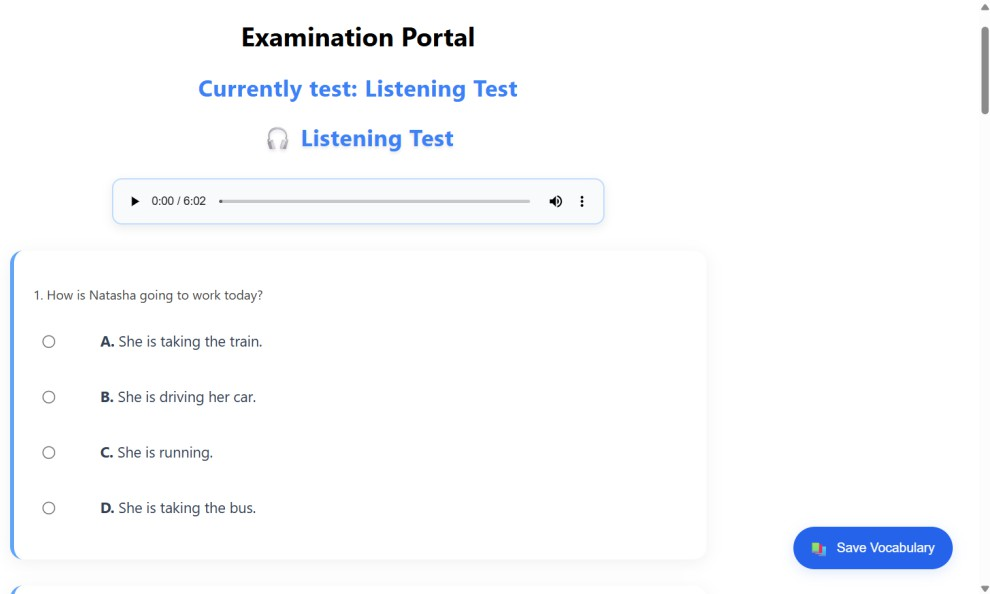 Examination Portal
Currently test: Listening Test
🎧 Listening Test
0:00 / 6:02
1. How is Natasha going to work today?
A. She is taking the train.
B. She is driving her car.
C. She is running.
D. She is taking the bus.
Save Vocabulary